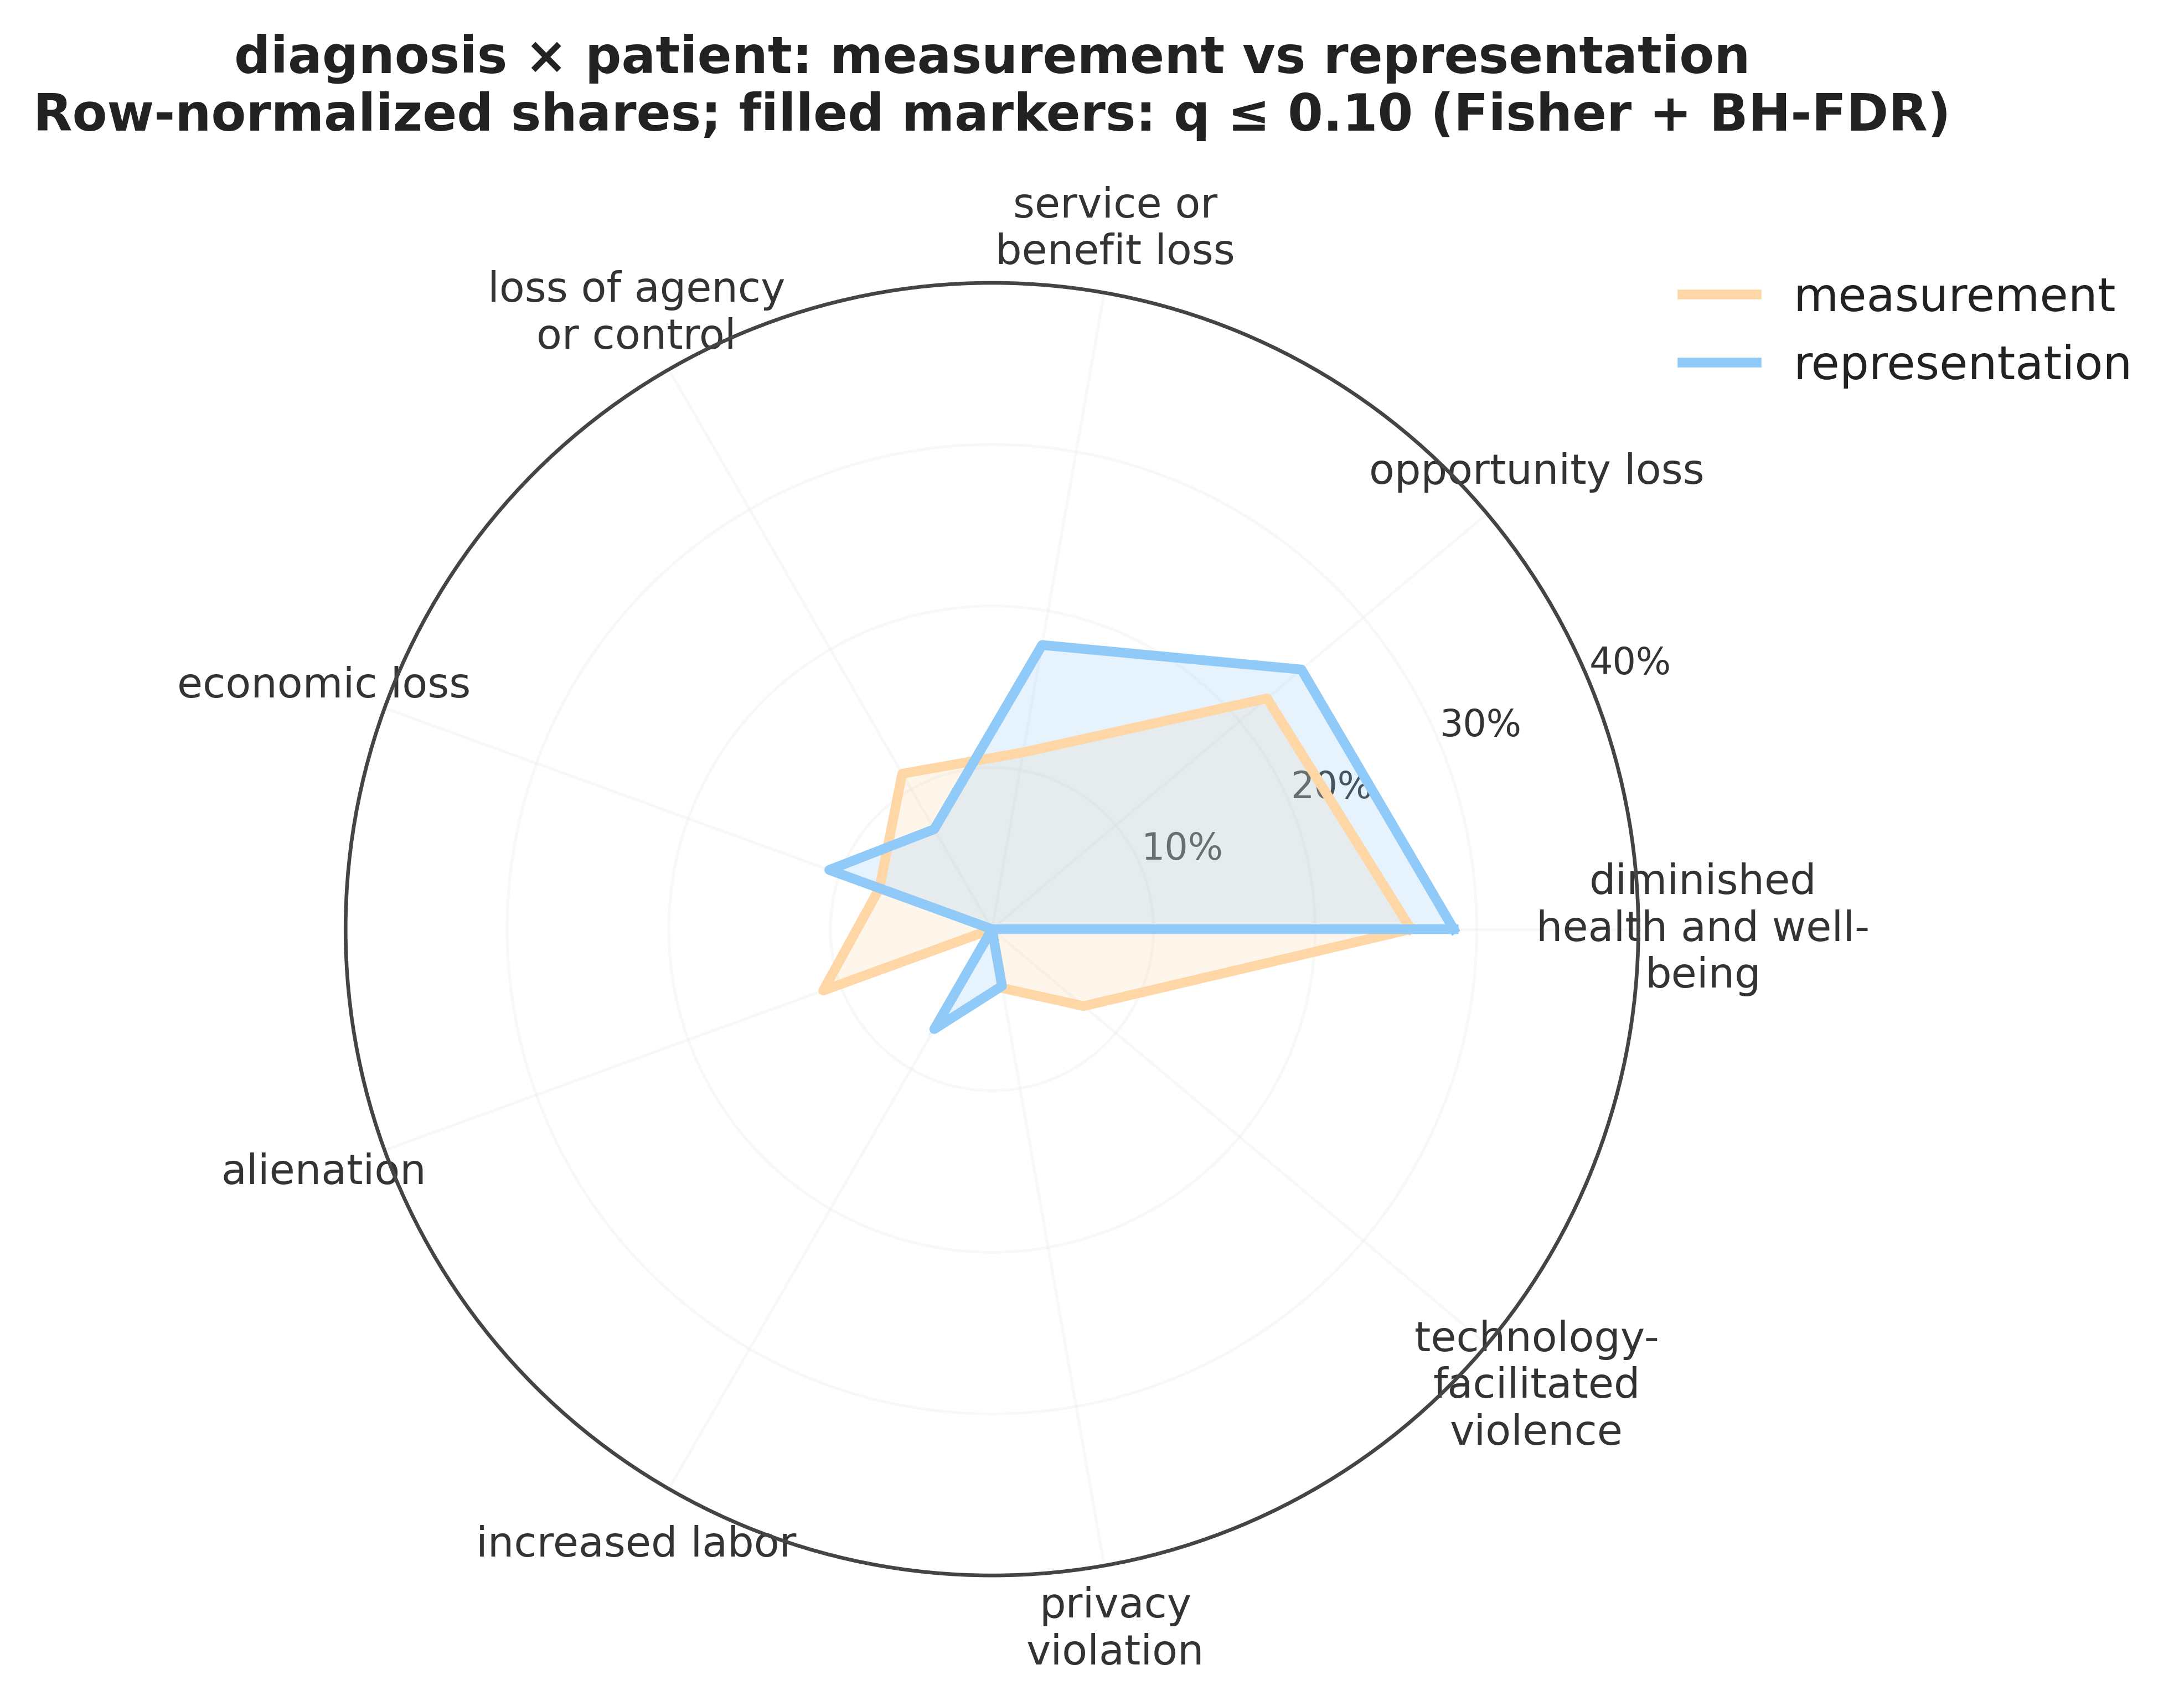 diagnosis × patient: measurement vs representation
Row-normalized shares; filled markers: q ≤ 0.10 (Fisher + BH-FDR)
service or
benefit loss
loss of agency
or control
measurement
representation
opportunity loss
economic loss
40%
30%
20%
10%
diminished
health and well-
being
alienation
technology-
facilitated
violence
increased labor
privacy
violation